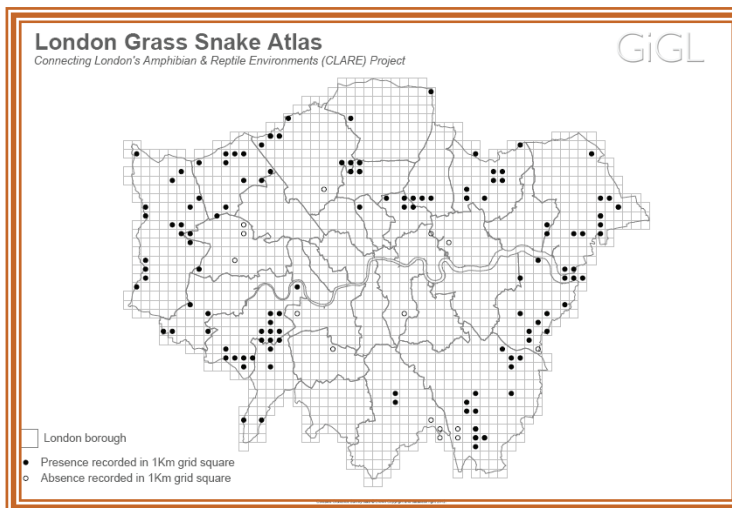 London Grass Snake Atlas
Connecting London's Amphibian & Reptile Environments (CLARE) Project
GiGL
London borough
Presence recorded in 1Km grid square
Absence recorded in 1Km grid square